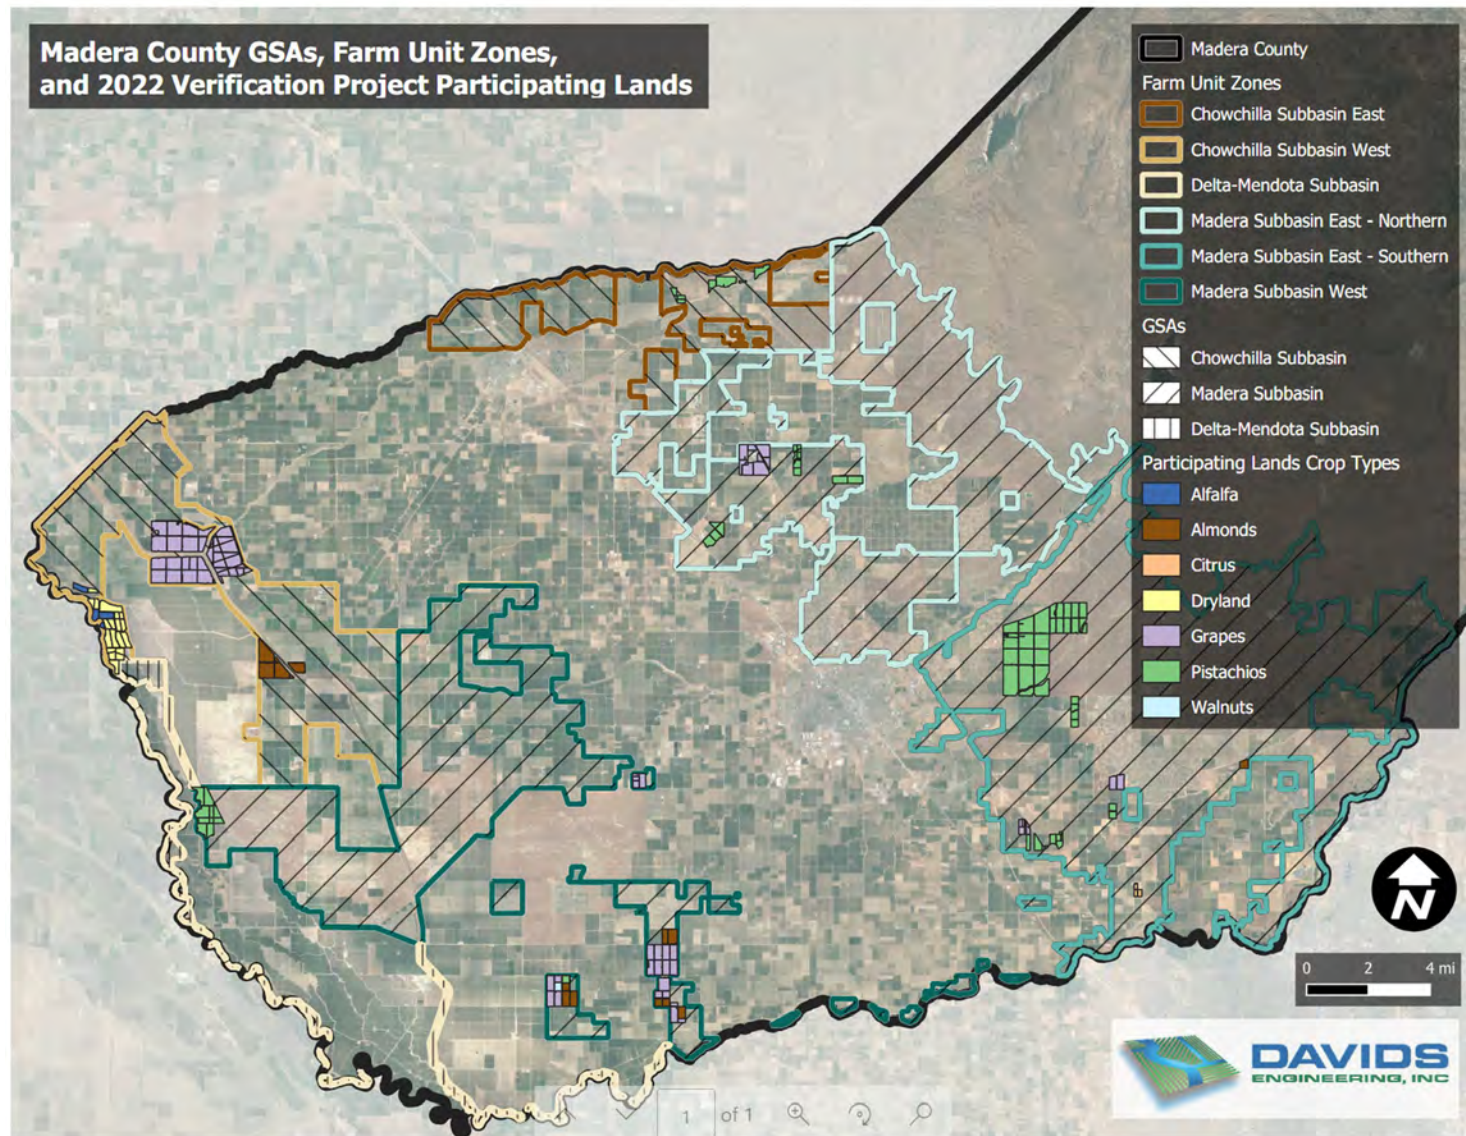 Madera County GSAs, Farm Unit Zones,
and 2022 Verification Project Participating Lands
Madera County
Farm Unit Zones
Chowchilla Subbasin East
Chowchilla Subbasin West
Delta-Mendota Subbasin
Madera Subbasin East - Northern
Madera Subbasin East - Southern
Madera Subbasin West
GSAs
Chowchilla Subbasin
Madera Subbasin
Delta-Mendota Subbasin
Participating Lands Crop Types
Alfalfa
Almonds
Citrus
Dryland
Grapes
Pistachios
Walnuts
N
0 2 4 mi
DAVIDS
ENGINEERING, INC
1 of 1